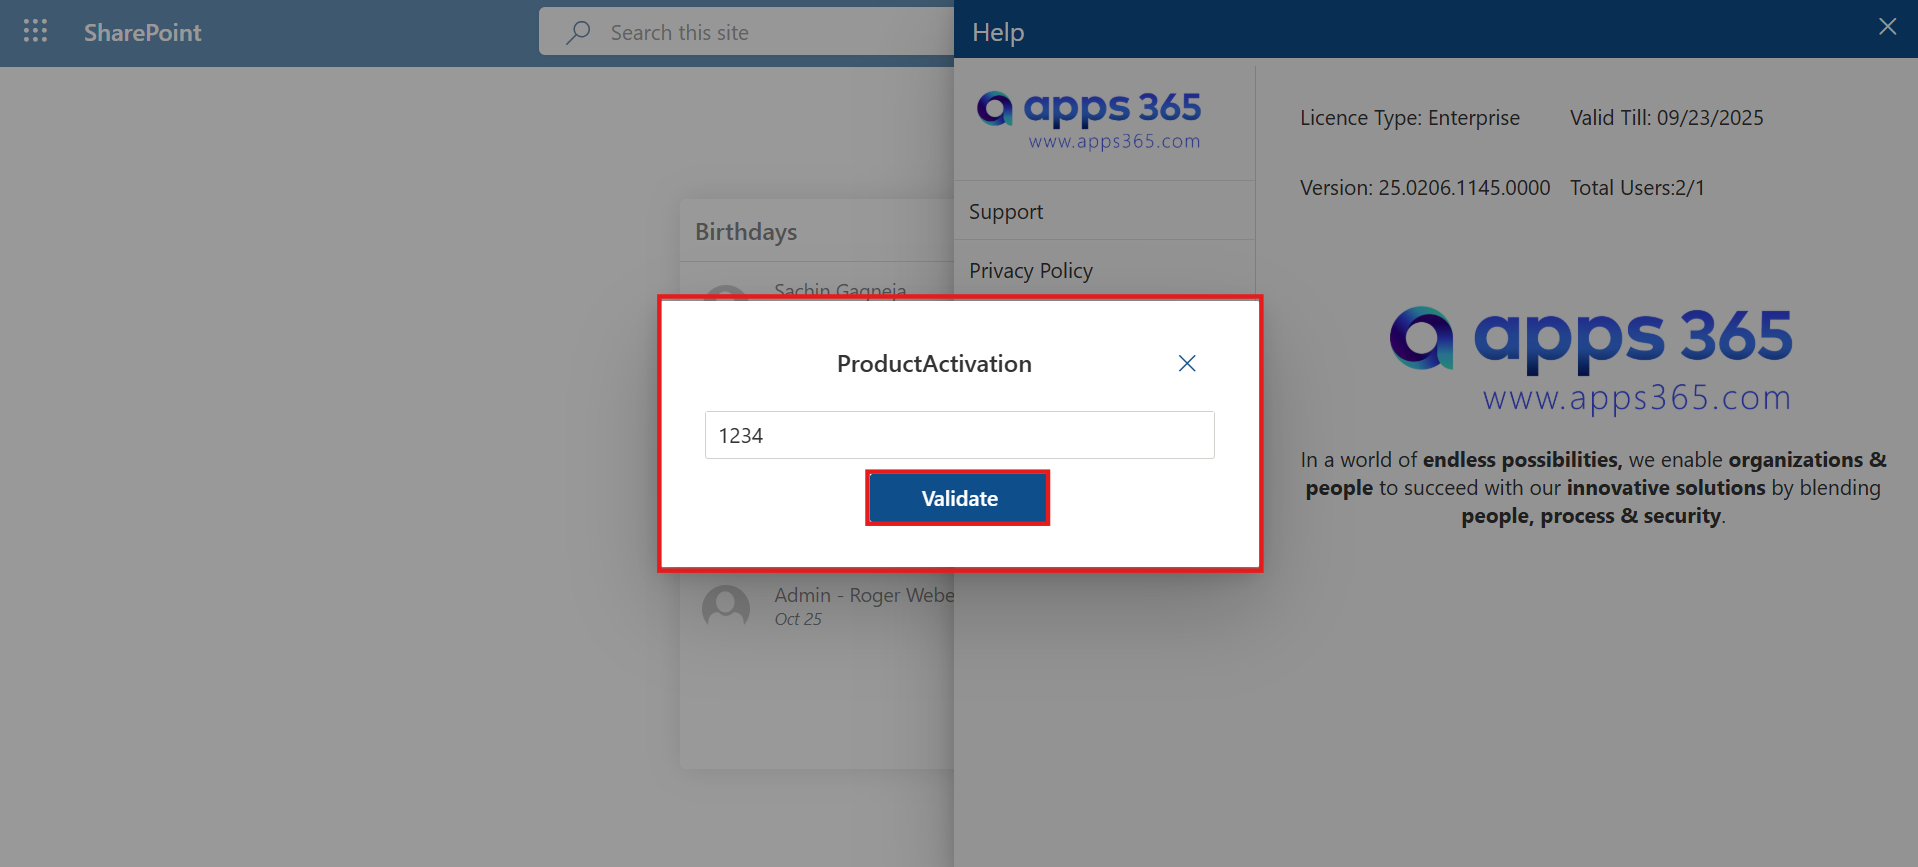 SharePoint
Search this site
Help
apps 365
www.apps365.com
Licence Type: Enterprise
Valid Till: 09/23/2025
Version: 25.0206.1145.0000
Total Users:2/1
Support
Privacy Policy
Birthdays
Sachin Gagneja
ProductActivation
1234
Validate
Admin - Roger Webe
Oct 25
apps 365
www.apps365.com
In a world of endless possibilities, we enable organizations &
people to succeed with our innovative solutions by blending
people, process & security.